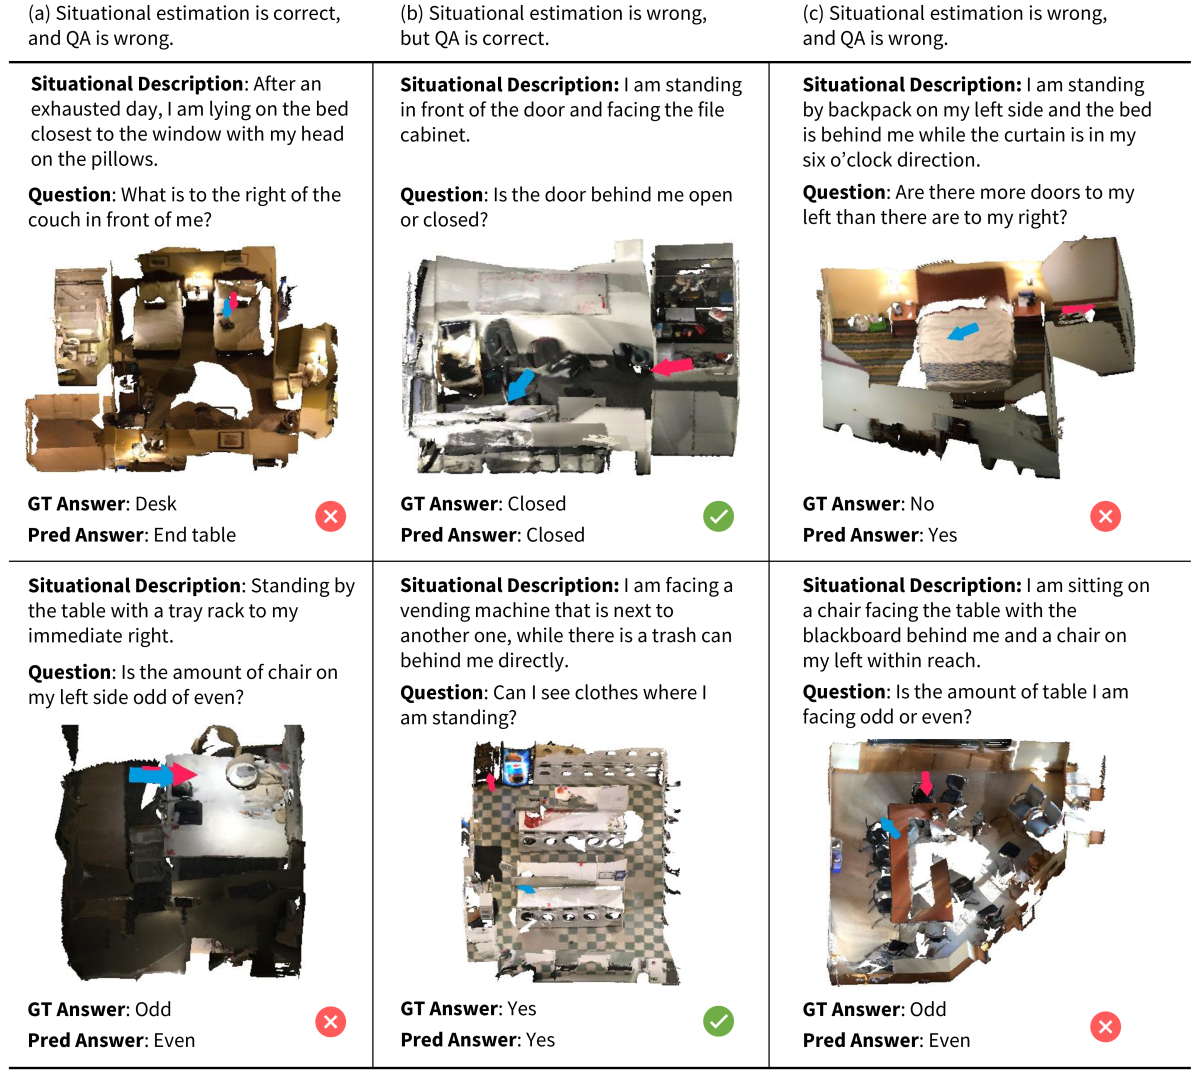 (a) Situational estimation is correct,
and QA is wrong.
(b) Situational estimation is wrong,
but QA is correct.
(c) Situational estimation is wrong,
and QA is wrong.
Situational Description: After an
exhausted day, I am lying on the bed
closest to the window with my head
on the pillows.
Question: What is to the right of the
couch in front of me?
GT Answer: Desk
Pred Answer: End table
Situational Description: I am standing
in front of the door and facing the file
cabinet.
Question: Is the door behind me open
or closed?
GT Answer: Closed
Pred Answer: Closed
Situational Description: I am standing
by backpack on my left side and the bed
is behind me while the curtain is in my
six o’clock direction.
Question: Are there more doors to my
left than there are to my right?
GT Answer: No
Pred Answer: Yes
Situational Description: Standing by
the table with a tray rack to my
immediate right.
Question: Is the amount of chair on
my left side odd of even?
GT Answer: Odd
Pred Answer: Even
Situational Description: I am facing a
vending machine that is next to
another one, while there is a trash can
behind me directly.
Question: Can I see clothes where I
am standing?
GT Answer: Yes
Pred Answer: Yes
Situational Description: I am sitting on
a chair facing the table with the
blackboard behind me and a chair on
my left within reach.
Question: Is the amount of table I am
facing odd or even?
GT Answer: Odd
Pred Answer: Even